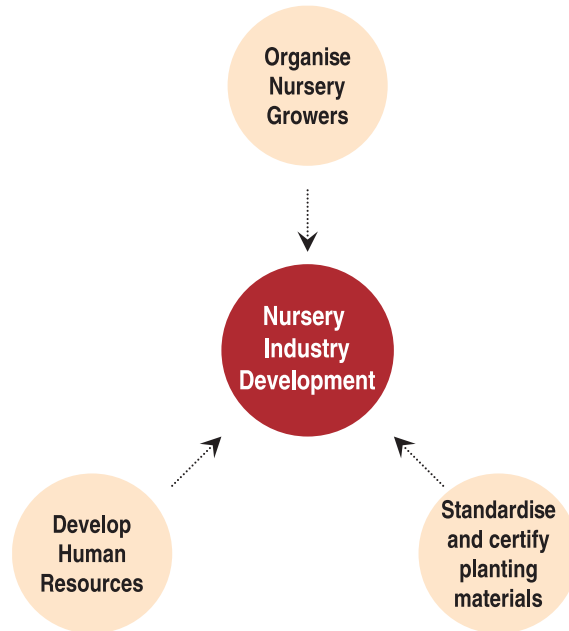 Organise
Nursery
Growers
Nursery
Industry
Development
Develop
Human
Resources
Standardise
and certify
planting
materials